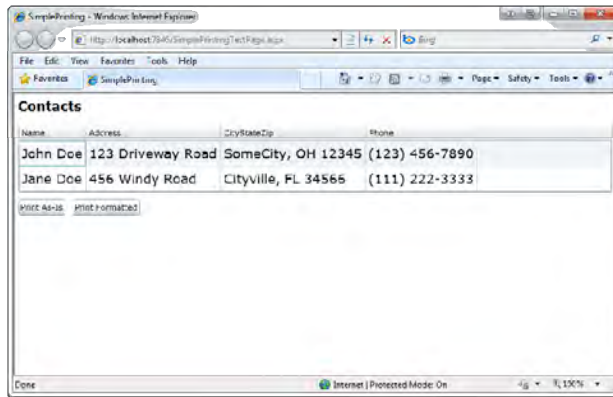 SimplePrinting - Windows Internet Explorer
http://localhost:7846/SimplePrintingTestPage.aspx
Bing
File Edit View Favorites Tools Help
Favorites SimplePrinting
Page Safety Tools
Contacts
Name Address CityStateZip Phone
John Doe 123 Driveway Road SomeCity, OH 12345 (123) 456-7890
Jane Doe 456 Windy Road Cityville, FL 34566 (111) 222-3333
Print As-Is Print Formatted
Done Internet | Protected Mode: On 100%